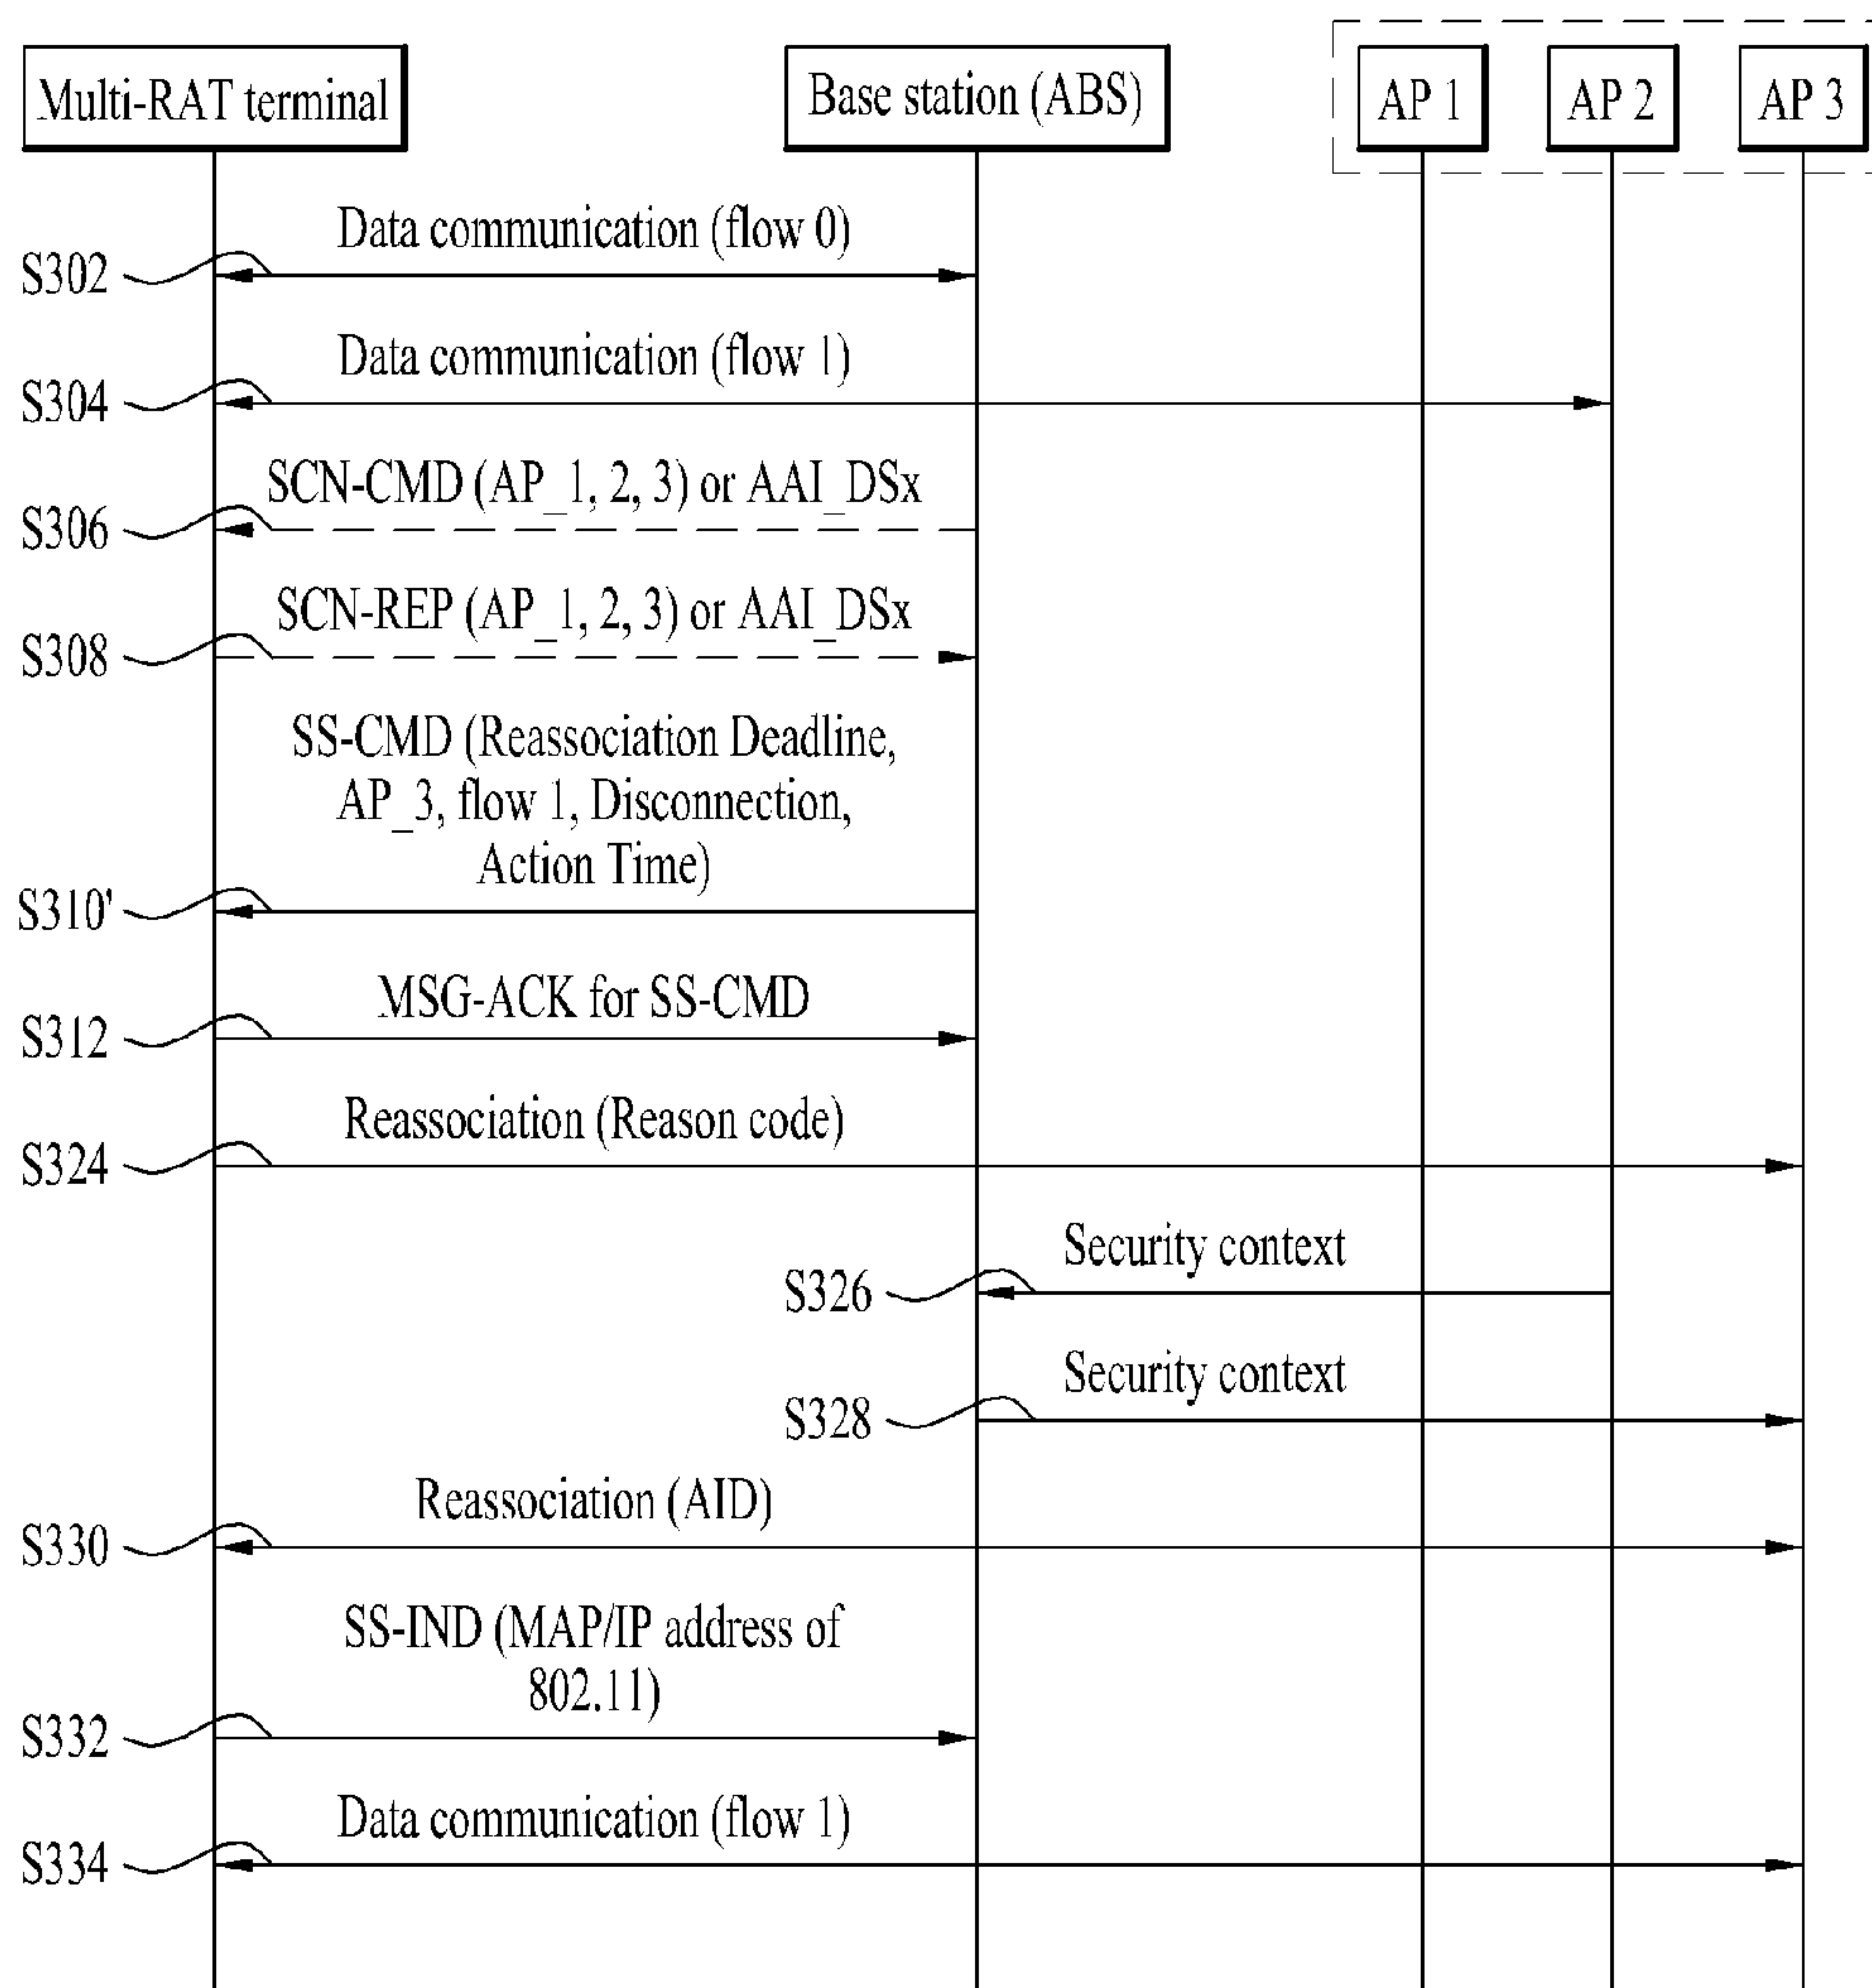 Multi-RAT terminal
Base station (ABS)
AP 1
AP 2
AP 3
Data communication (flow 0)
S302
Data communication (flow 1)
S304
SCN-CMD (AP_1, 2, 3) or AAI_DSx
S306
SCN-REP (AP_1, 2, 3) or AAI_DSx
S308
SS-CMD (Reassociation Deadline,
AP_3, flow 1, Disconnection,
Action Time)
S310'
MSG-ACK for SS-CMD
S312
Reassociation (Reason code)
S324
Security context
S326
Security context
S328
Reassociation (AID)
S330
SS-IND (MAP/IP address of
802.11)
S332
Data communication (flow 1)
S334